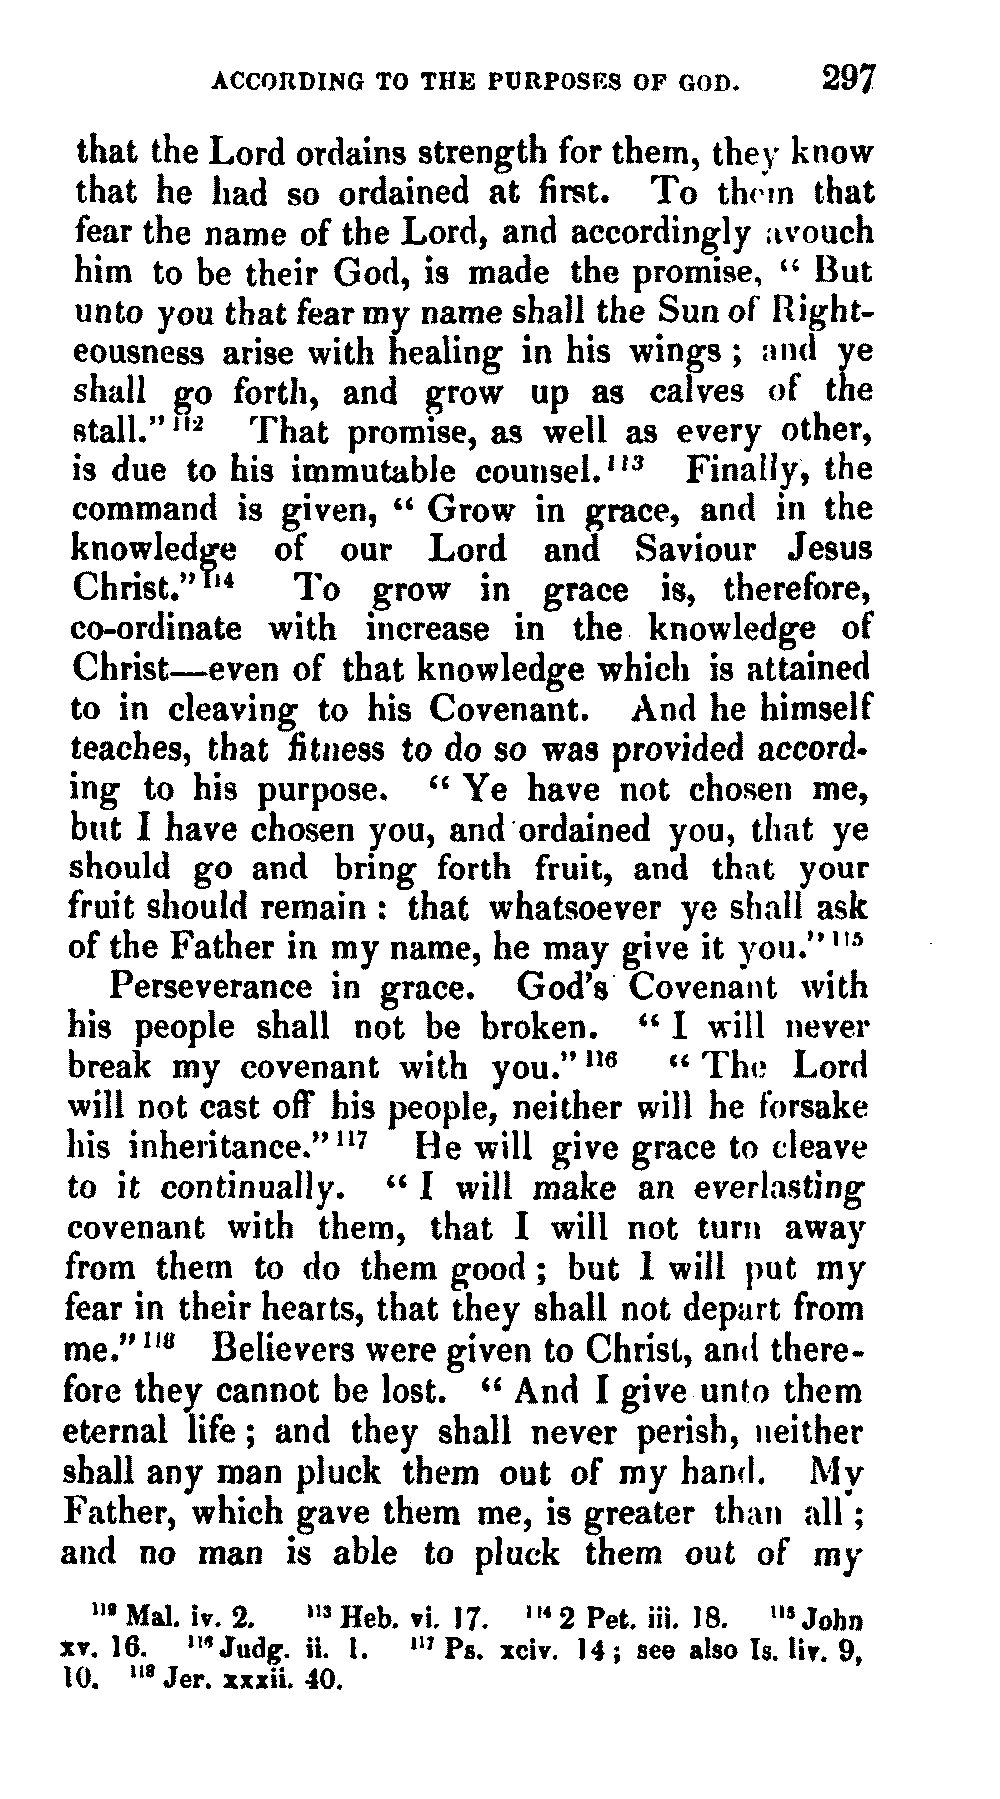 ACCORDING TO THE PURPOSES OF GOD. 297
that the Lord ordains strength for them, they know
that he had so ordained at first. To them that
fear the name of the Lord, and accordingly avouch
him to be their God, is made the promise, “ But
unto you that fear my name shall the Sun of Right-
eousness arise with healing in his wings ; and ye
shall go forth, and grow up as calves of the
stall.”¹¹² That promise, as well as every other,
is due to his immutable counsel.¹¹³ Finally, the
command is given, “ Grow in grace, and in the
knowledge of our Lord and Saviour Jesus
Christ.”¹¹⁴ To grow in grace is, therefore,
co-ordinate with increase in the knowledge of
Christ—even of that knowledge which is attained
to in cleaving to his Covenant. And he himself
teaches, that fitness to do so was provided accord-
ing to his purpose. “ Ye have not chosen me,
but I have chosen you, and ordained you, that ye
should go and bring forth fruit, and that your
fruit should remain : that whatsoever ye shall ask
of the Father in my name, he may give it you.”¹¹⁵
Perseverance in grace. God’s Covenant with
his people shall not be broken. “ I will never
break my covenant with you.”¹¹⁶ “ The Lord
will not cast off his people, neither will he forsake
his inheritance.”¹¹⁷ He will give grace to cleave
to it continually. “ I will make an everlasting
covenant with them, that I will not turn away
from them to do them good ; but I will put my
fear in their hearts, that they shall not depart from
me.”¹¹⁸ Believers were given to Christ, and there-
fore they cannot be lost. “ And I give unto them
eternal life ; and they shall never perish, neither
shall any man pluck them out of my hand. My
Father, which gave them me, is greater than all ;
and no man is able to pluck them out of my
¹¹² Mal. iv. 2. ¹¹³ Heb. vi. 17. ¹¹⁴ 2 Pet. iii. 18. ¹¹⁵ John
xv. 16. ¹¹⁶ Judg. ii. 1. ¹¹⁷ Ps. xciv. 14 ; see also Is. liv. 9,
10. ¹¹⁸ Jer. xxxii. 40.